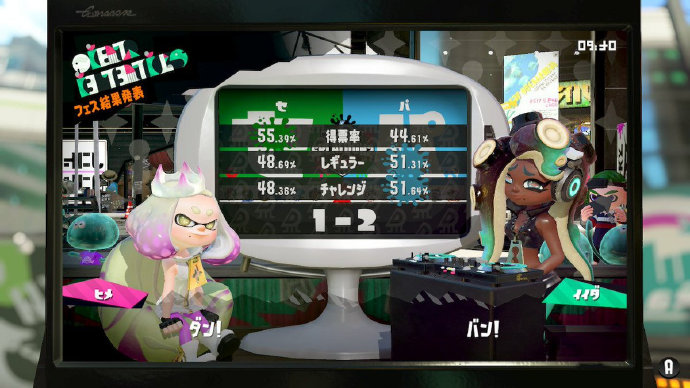 09:40
フェス結果発表
セ
パ
55.39% 得票率 44.61%
48.69% レギュラー 51.31%
48.36% チャレンジ 51.64%
1-2
ヒメ
イイダ
ダン!
バン!
A